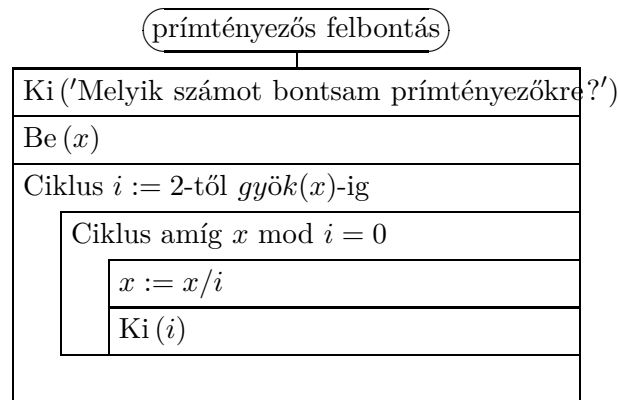 prímtényezős felbontás
Ki ('Melyik számot bontsam prímtényezőkre?')
Be (x)
Ciklus i := 2-től gyök(x)-ig
Ciklus amíg x mod i = 0
x := x/i
Ki (i)